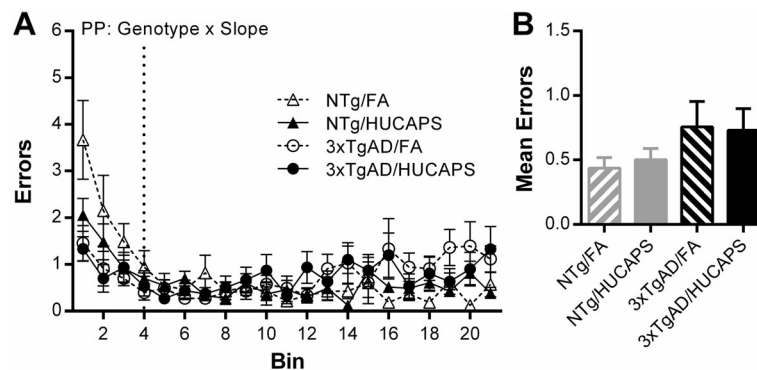 A
PP: Genotype x Slope
6
5
4
3
2
1
0
Errors
NTg/FA
NTg/HUCAPS
3xTgAD/FA
3xTgAD/HUCAPS
2 4 6 8 10 12 14 16 18 20
Bin
B
1.5
1.0
0.5
0.0
Mean Errors
NTg/FA
NTg/HUCAPS
3xTgAD/FA
3xTgAD/HUCAPS